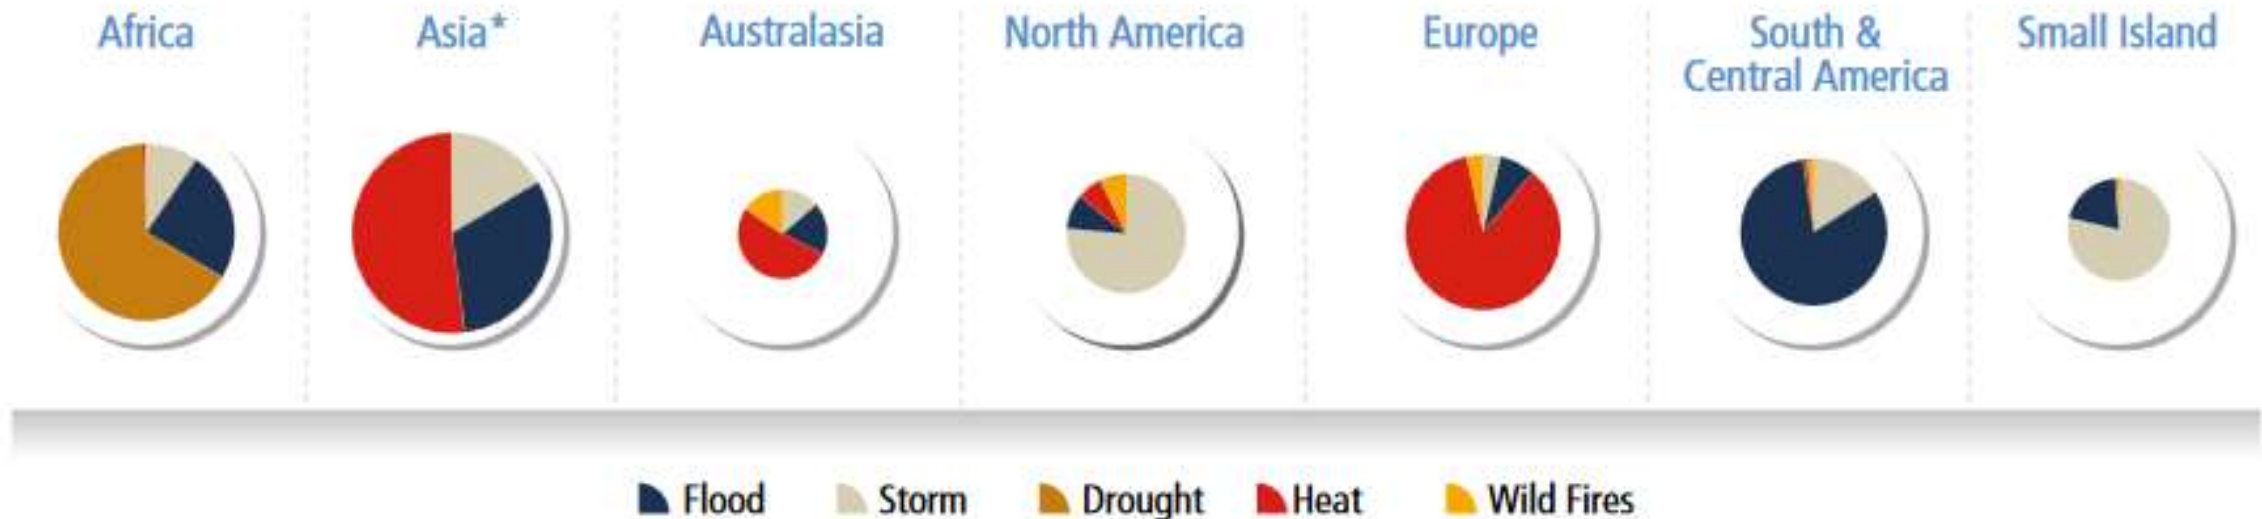 Africa
Asia*
Australasia
North America
Europe
South &
Central America
Small Island
Flood
Storm
Drought
Heat
Wild Fires